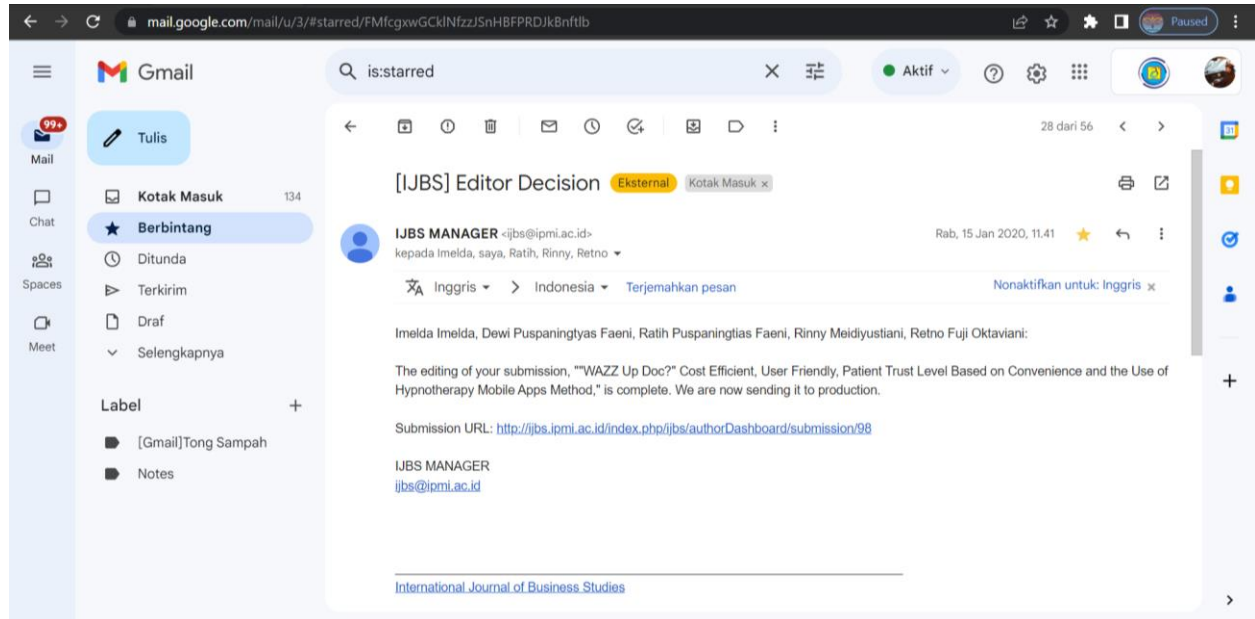 mail.google.com/mail/u/3/#starred/FMfcgxwGCklNfzzJSnHBFPRDJkBnftlb
Paused
Gmail
is:starred
Aktif
99+
Mail
Chat
Spaces
Meet
Tulis
Kotak Masuk 134
Berbintang
Ditunda
Terkirim
Draf
Selengkapnya
Label
[Gmail]Tong Sampah
Notes
28 dari 56
[IJBS] Editor Decision Eksternal Kotak Masuk x
IJBS MANAGER <ijbs@ipmi.ac.id> Rab, 15 Jan 2020, 11.41
kepada Imelda, saya, Ratih, Rinny, Retno
Inggris > Indonesia Terjemahkan pesan Nonaktifkan untuk: Inggris x
Imelda Imelda, Dewi Puspaningtyas Faeni, Ratih Puspaningtias Faeni, Rinny Meidiyustiani, Retno Fuji Oktaviani:
The editing of your submission, ""WAZZ Up Doc?" Cost Efficient, User Friendly, Patient Trust Level Based on Convenience and the Use of
Hypnotherapy Mobile Apps Method," is complete. We are now sending it to production.
Submission URL: http://ijbs.ipmi.ac.id/index.php/ijbs/authorDashboard/submission/98
IJBS MANAGER
ijbs@ipmi.ac.id
International Journal of Business Studies
31